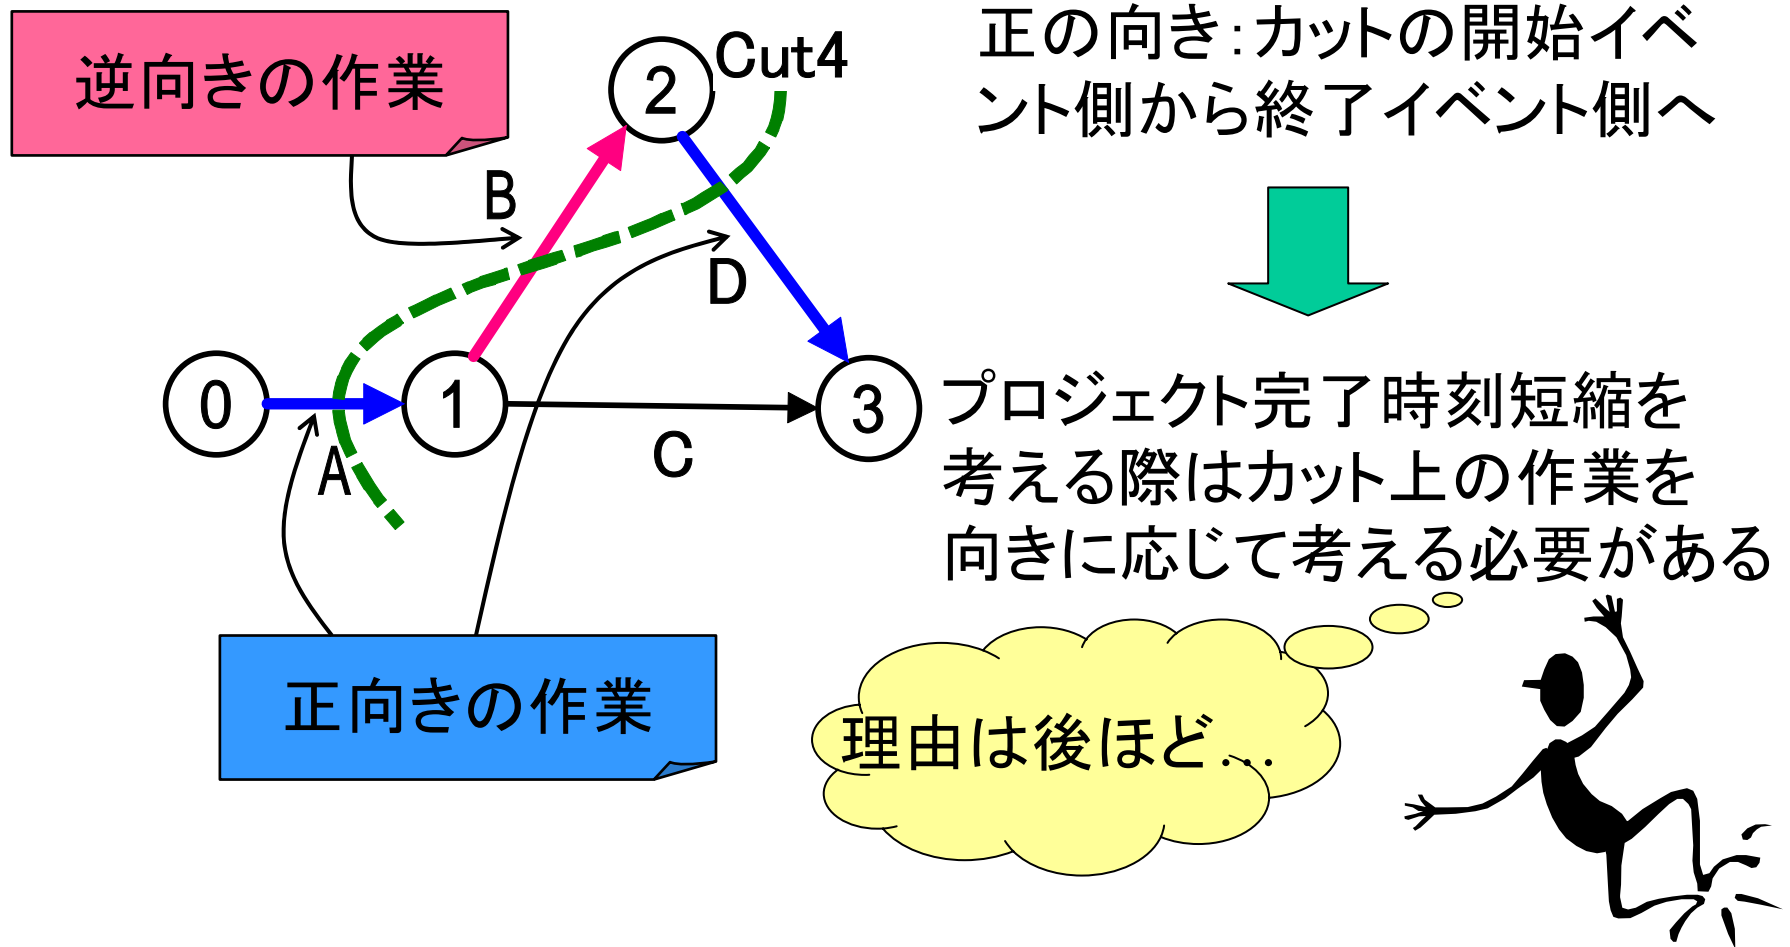 逆向きの作業
2
Cut4
正の向き：カットの開始イベ
ント側から終了イベント側へ
B
D
0
1
3
A
C
プロジェクト完了時刻短縮を
考える際はカット上の作業を
向きに応じて考える必要がある
正向きの作業
理由は後ほど…